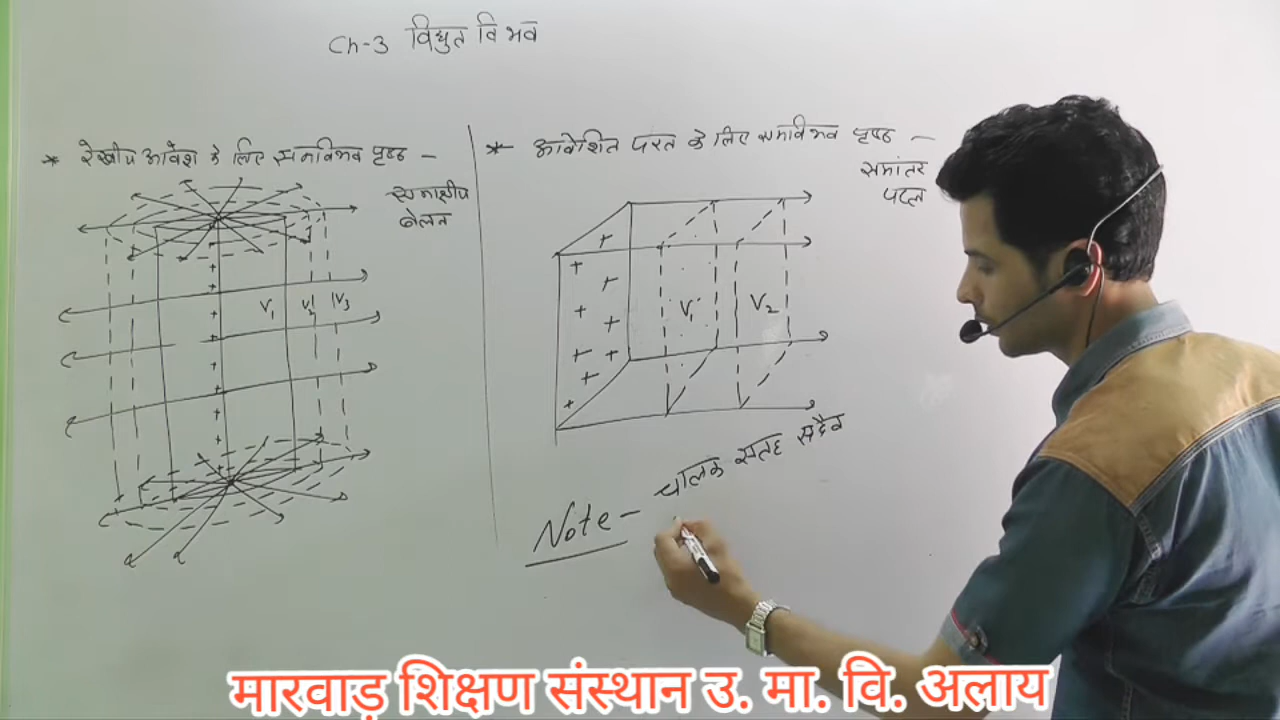 Ch-3 विद्युत विभव
* रेखीय आवेश के लिए समविभव पृष्ठ -
समाक्षीय
बेलन
V₁ V₂ V₃
* आवेशित परत के लिए समविभव पृष्ठ -
समांतर
पटल
V₁ V₂
Note - चालक सतह सदैव
मारवाड़ शिक्षण संस्थान उ. मा. वि. अलाय